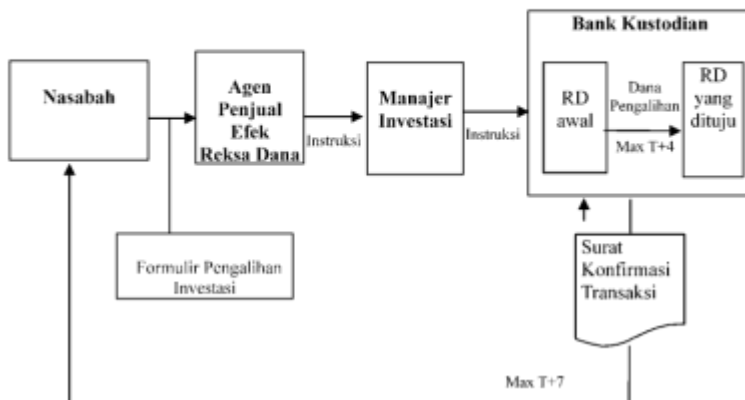 Bank Kustodian
Nasabah
Agen
Penjual
Efek
Reksa Dana
Instruksi
Manajer
Investasi
Instruksi
RD
awal
Dana
Pengalihan
Max T+4
RD
yang
dituju
Formulir Pengalihan
Investasi
Surat
Konfirmasi
Transaksi
Max T+7